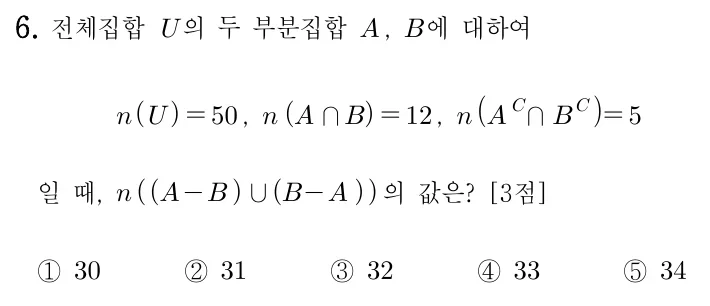 6. 전체집합 U의 두 부분집합 A, B에 대하여
n(U)=50, n(A∩B)=12, n(A^C∩B^C)=5
일 때, n((A-B)∪(B-A))의 값은? [3점]
① 30 ② 31 ③ 32 ④ 33 ⑤ 34